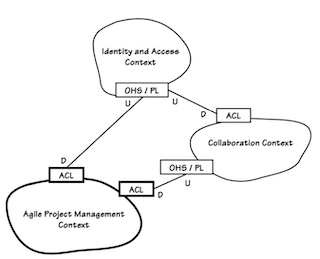 Identity and Access
Context
OHS / PL
U
U
D
ACL
Collaboration Context
OHS / PL
U
D
ACL
ACL
D
Agile Project Management
Context